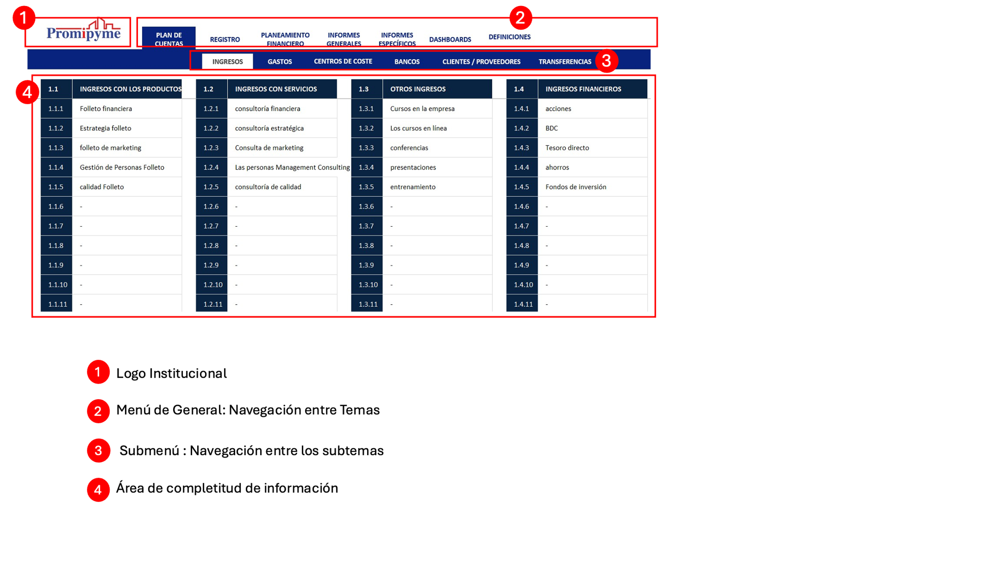 1
2
Promipyme
PLAN DE
CUENTAS
REGISTRO
PLANEAMIENTO
FINANCIERO
INFORMES
GENERALES
INFORMES
ESPECÍFICOS
DASHBOARDS
DEFINICIONES
INGRESOS
GASTOS
CENTROS DE COSTE
BANCOS
CLIENTES / PROVEEDORES
TRANSFERENCIAS
3
4
1.1 INGRESOS CON LOS PRODUCTOS 1.2 INGRESOS CON SERVICIOS 1.3 OTROS INGRESOS 1.4 INGRESOS FINANCIEROS
1.1.1 Folleto financiera 1.2.1 consultoría financiera 1.3.1 Cursos en la empresa 1.4.1 acciones
1.1.2 Estrategia folleto 1.2.2 consultoría estratégica 1.3.2 Los cursos en línea 1.4.2 BDC
1.1.3 folleto de marketing 1.2.3 Consulta de marketing 1.3.3 conferencias 1.4.3 Tesoro directo
1.1.4 Gestión de Personas Folleto 1.2.4 Las personas Management Consulting 1.3.4 presentaciones 1.4.4 ahorros
1.1.5 calidad Folleto 1.2.5 consultoría de calidad 1.3.5 entrenamiento 1.4.5 Fondos de inversión
1.1.6 - 1.2.6 - 1.3.6 - 1.4.6 -
1.1.7 - 1.2.7 - 1.3.7 - 1.4.7 -
1.1.8 - 1.2.8 - 1.3.8 - 1.4.8 -
1.1.9 - 1.2.9 - 1.3.9 - 1.4.9 -
1.1.10 - 1.2.10 - 1.3.10 - 1.4.10 -
1.1.11 - 1.2.11 - 1.3.11 - 1.4.11 -
1 Logo Institucional
2 Menú de General: Navegación entre Temas
3 Submenú : Navegación entre los subtemas
4 Área de completitud de información